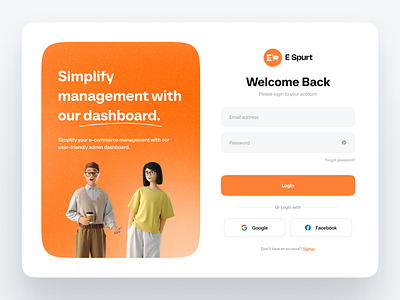 Simplify
management with
our dashboard.
Simplify your e-commerce management with our
user-friendly admin dashboard.
E Spurt
Welcome Back
Please login to your account
Email address
Password
Forgot password?
Login
Or Login with
Google
Facebook
Don't have an account? Signup